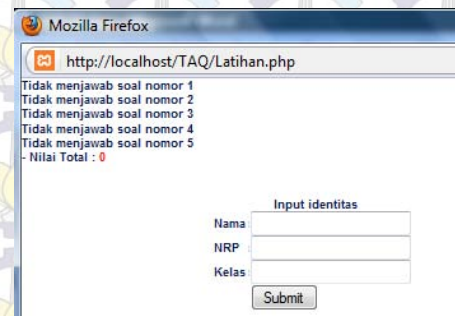 Mozilla Firefox
http://localhost/TAQ/Latihan.php
Tidak menjawab soal nomor 1
Tidak menjawab soal nomor 2
Tidak menjawab soal nomor 3
Tidak menjawab soal nomor 4
Tidak menjawab soal nomor 5
- Nilai Total : 0
Input identitas
Nama :
NRP :
Kelas :
Submit